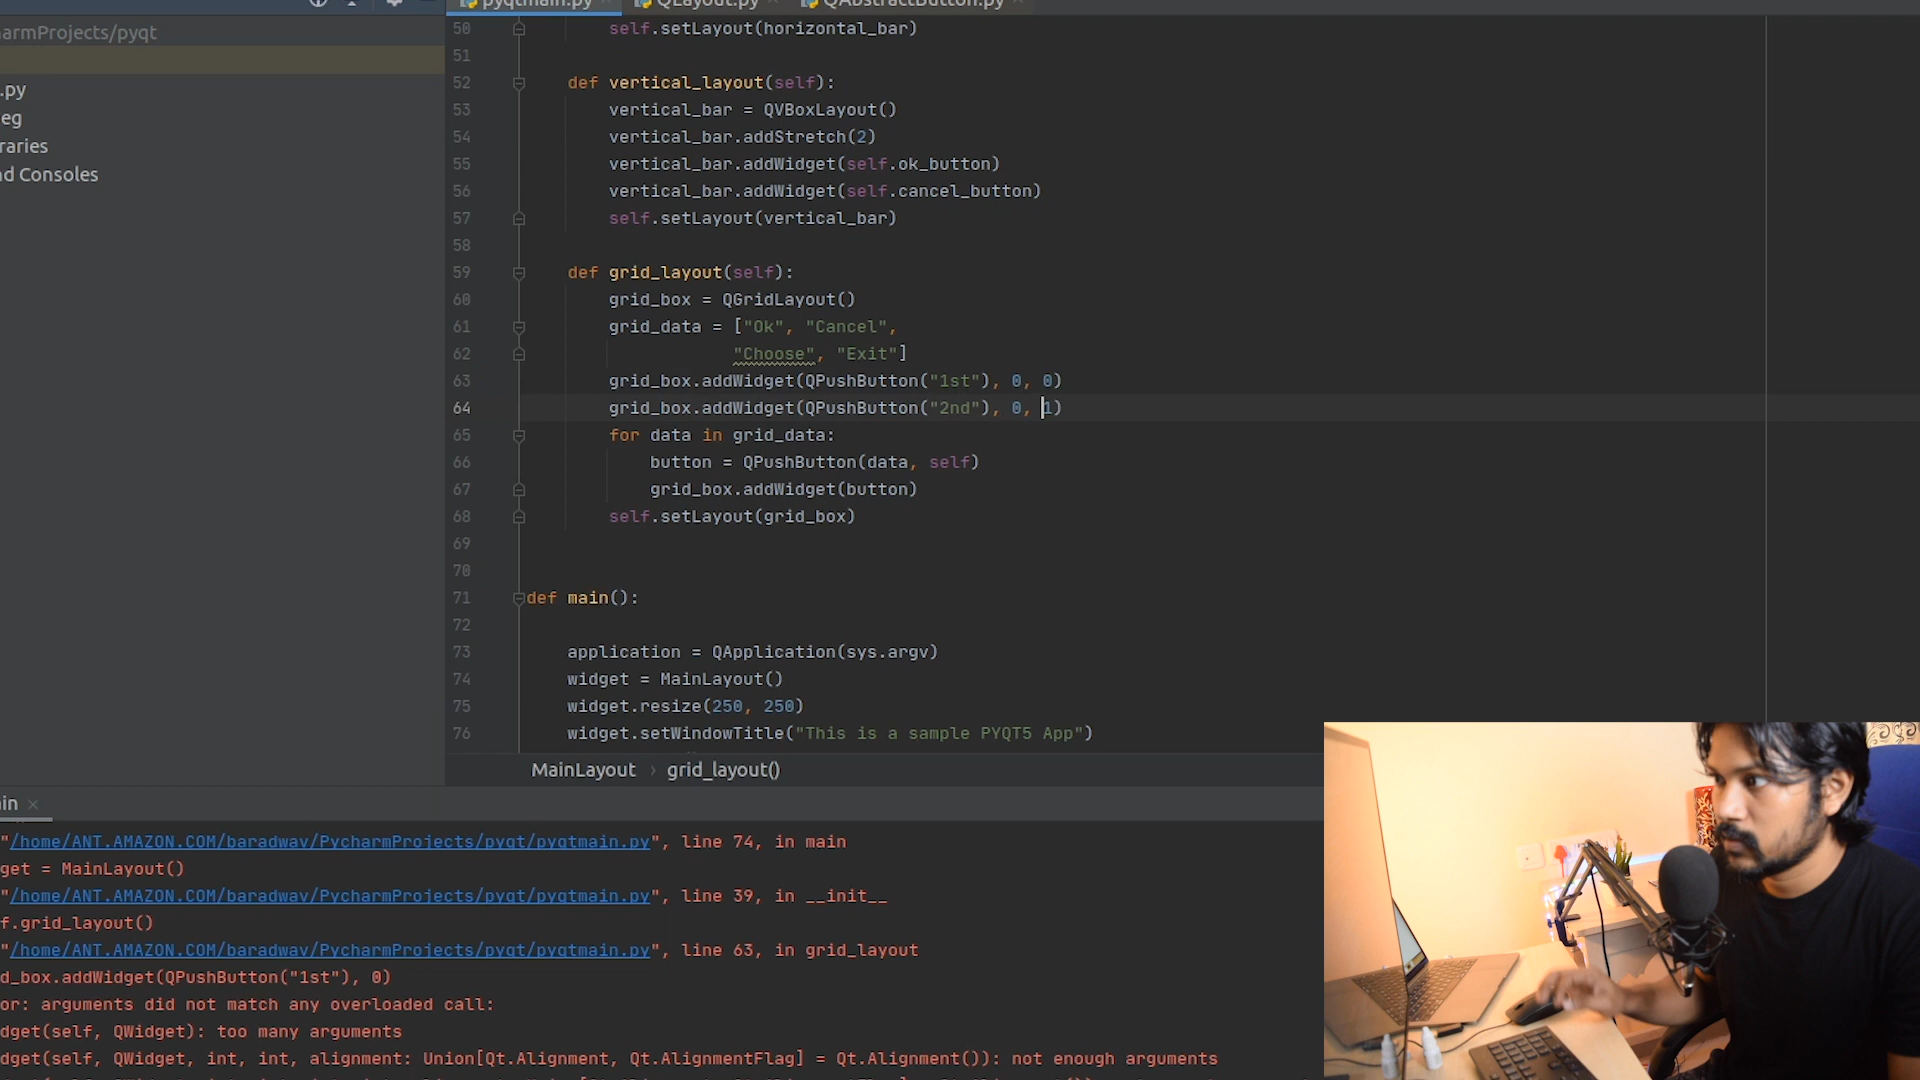 pyqtmain.py QLayout.py QAbstractButton.py
armProjects/pyqt
.py
eg
raries
nd Consoles
50 self.setLayout(horizontal_bar)
51
52 def vertical_layout(self):
53 vertical_bar = QVBoxLayout()
54 vertical_bar.addStretch(2)
55 vertical_bar.addWidget(self.ok_button)
56 vertical_bar.addWidget(self.cancel_button)
57 self.setLayout(vertical_bar)
58
59 def grid_layout(self):
60 grid_box = QGridLayout()
61 grid_data = ["Ok", "Cancel",
62 "Choose", "Exit"]
63 grid_box.addWidget(QPushButton("1st"), 0, 0)
64 grid_box.addWidget(QPushButton("2nd"), 0, 1)
65 for data in grid_data:
66 button = QPushButton(data, self)
67 grid_box.addWidget(button)
68 self.setLayout(grid_box)
69
70
71 def main():
72
73 application = QApplication(sys.argv)
74 widget = MainLayout()
75 widget.resize(250, 250)
76 widget.setWindowTitle("This is a sample PYQT5 App")
MainLayout › grid_layout()
in ×
"/home/ANT.AMAZON.COM/baradwav/PycharmProjects/pyqt/pyqtmain.py", line 74, in main
get = MainLayout()
"/home/ANT.AMAZON.COM/baradwav/PycharmProjects/pyqt/pyqtmain.py", line 39, in __init__
f.grid_layout()
"/home/ANT.AMAZON.COM/baradwav/PycharmProjects/pyqt/pyqtmain.py", line 63, in grid_layout
d_box.addWidget(QPushButton("1st"), 0)
or: arguments did not match any overloaded call:
dget(self, QWidget): too many arguments
dget(self, QWidget, int, int, alignment: Union[Qt.Alignment, Qt.AlignmentFlag] = Qt.Alignment()): not enough arguments